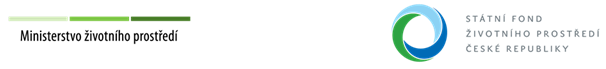 Ministerstvo životního prostředí
STÁTNÍ FOND
ŽIVOTNÍHO PROSTŘEDÍ
ČESKÉ REPUBLIKY